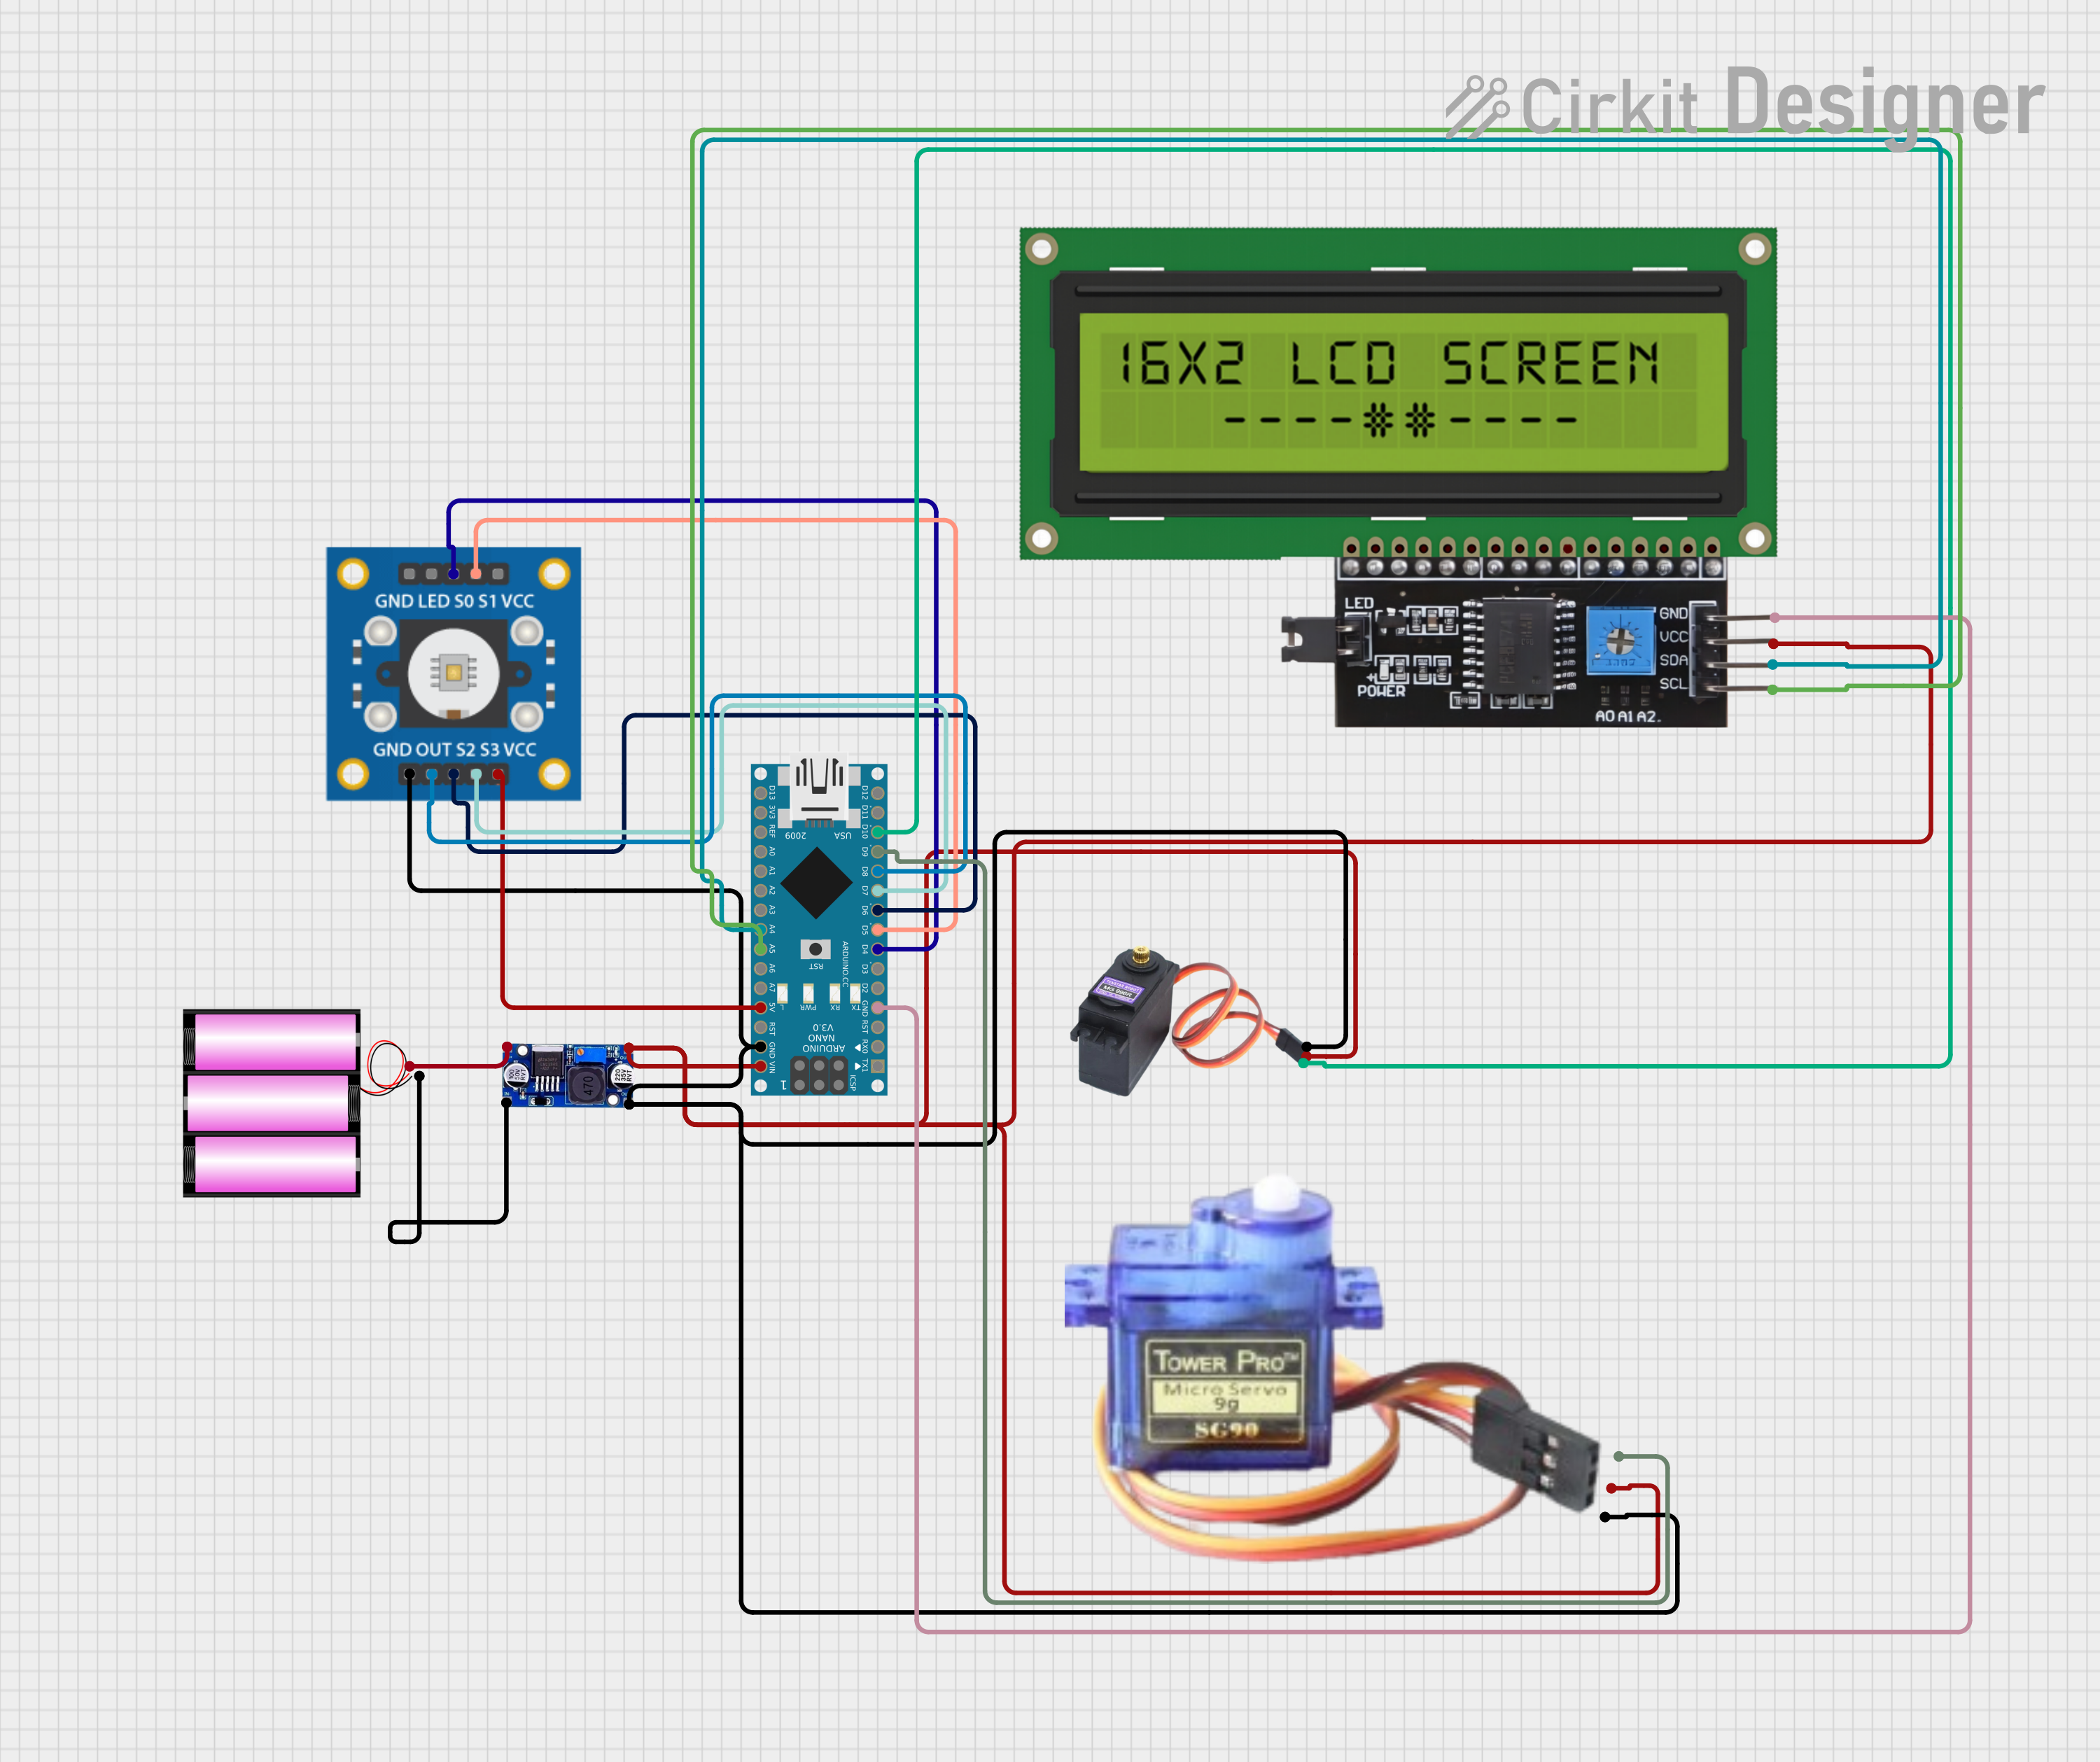 Cirkit Designer
16X2 LCD SCREEN
----##----
GND LED S0 S1 VCC
GND OUT S2 S3 VCC
LED
POWER
GND
VCC
SDA
SCL
A0 A1 A2
D13
3V3
REF
A0
A1
A2
A3
A4
A5
A6
A7
5V
RST
GND
VIN
D12
D11
D10
D9
D8
D7
D6
D5
D4
D3
D2
GND
RST
RX0
TX1
USA
2009
RST
ARDUINO.CC
TX
RX
PWR
L
ARDUINO
NANO
V3.0
ICSP
1
470
TOWER PRO™
Micro Servo
9g
SG90